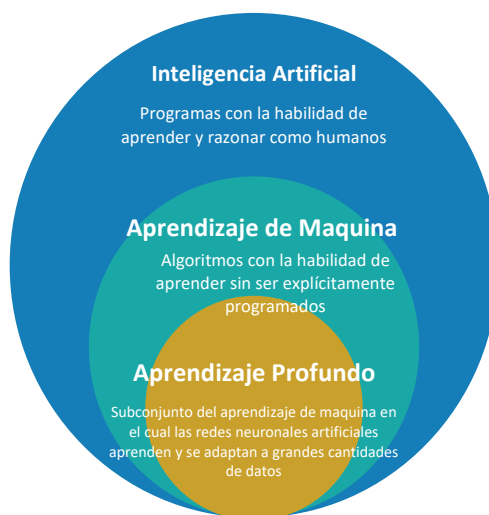 Inteligencia Artificial
Programas con la habilidad de
aprender y razonar como humanos
Aprendizaje de Maquina
Algoritmos con la habilidad de
aprender sin ser explícitamente
programados
Aprendizaje Profundo
Subconjunto del aprendizaje de maquina en
el cual las redes neuronales artificiales
aprenden y se adaptan a grandes cantidades
de datos